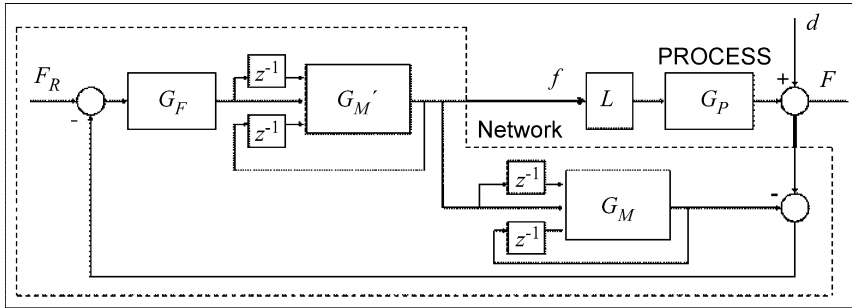 d
z⁻¹
PROCESS
F_R
G_F
G_M´
f
L
G_P
+
F
-
z⁻¹
Network
z⁻¹
G_M
-
z⁻¹